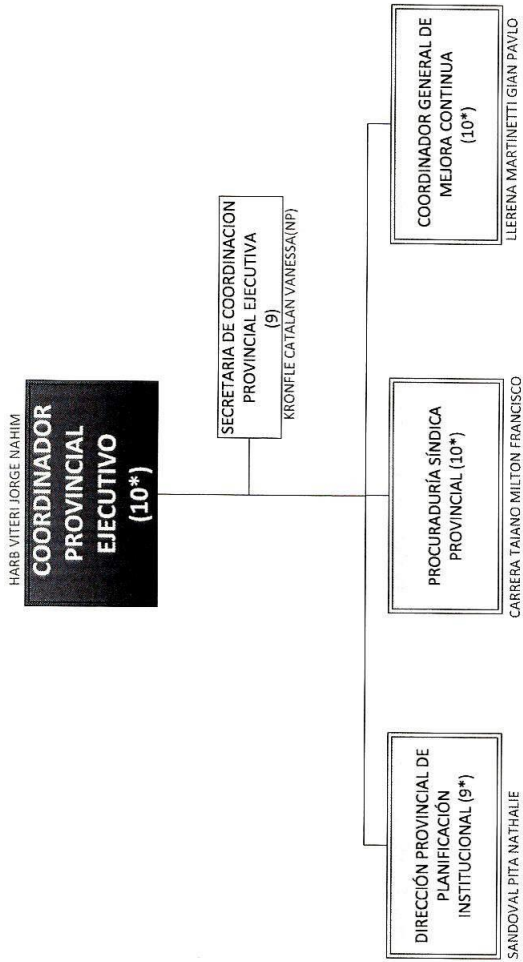 HARB VITERI JORGE NAHIM
COORDINADOR
PROVINCIAL
EJECUTIVO
(10*)
SECRETARIA DE COORDINACION
PROVINCIAL EJECUTIVA
(9)
KRONFLE CATALAN VANESSA(NP)
DIRECCIÓN PROVINCIAL DE
PLANIFICACIÓN
INSTITUCIONAL (9*)
SANDOVAL PITA NATHALIE
PROCURADURÍA SÍNDICA
PROVINCIAL (10*)
CARRERA TAIANO MILTON FRANCISCO
COORDINADOR GENERAL DE
MEJORA CONTINUA
(10*)
LLERENA MARTINETTI GIAN PAVLO